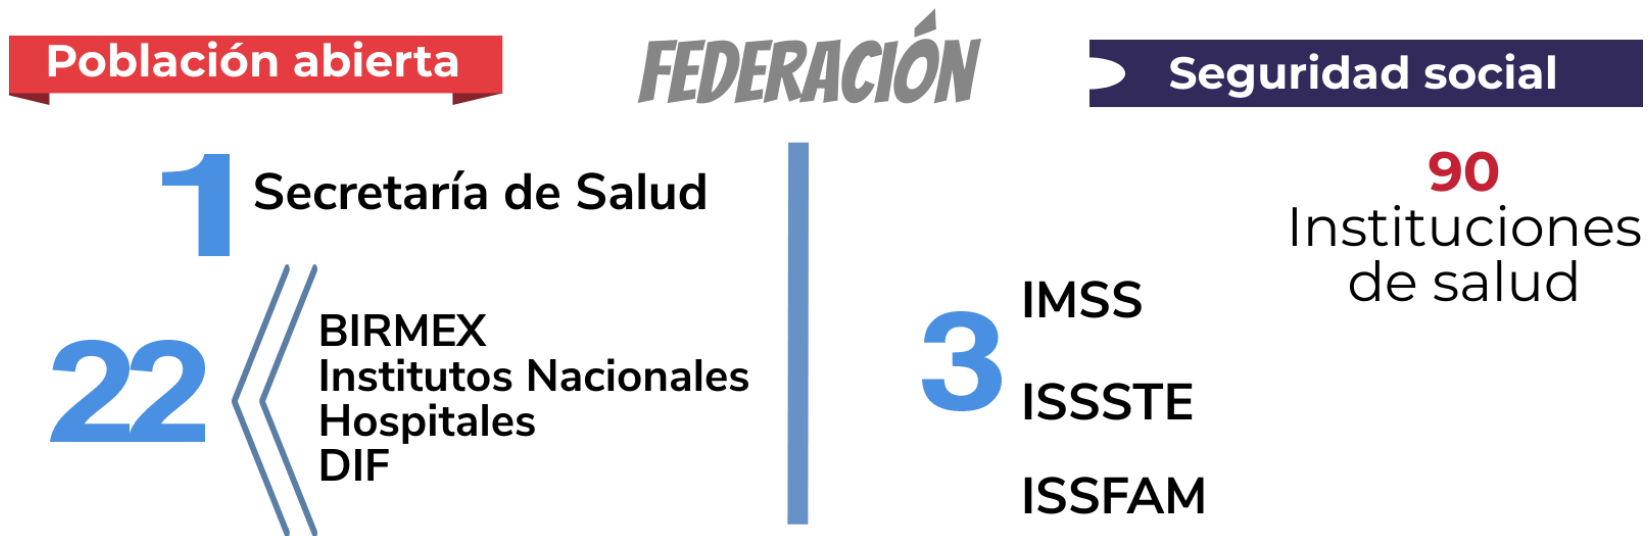 Población abierta
FEDERACIÓN
Seguridad social
1
Secretaría de Salud
22
BIRMEX
Institutos Nacionales
Hospitales
DIF
3
IMSS
ISSSTE
ISSFAM
90
Instituciones
de salud